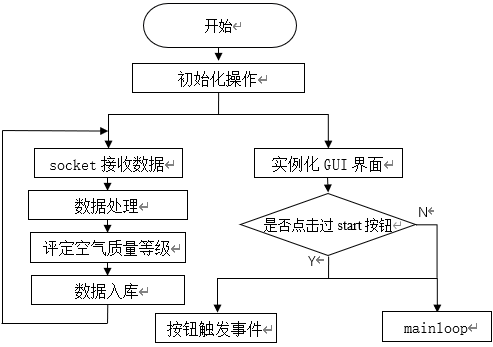 开始
初始化操作
socket 接收数据
实例化 GUI 界面
数据处理
是否点击过 start 按钮
N
评定空气质量等级
Y
数据入库
按钮触发事件
mainloop